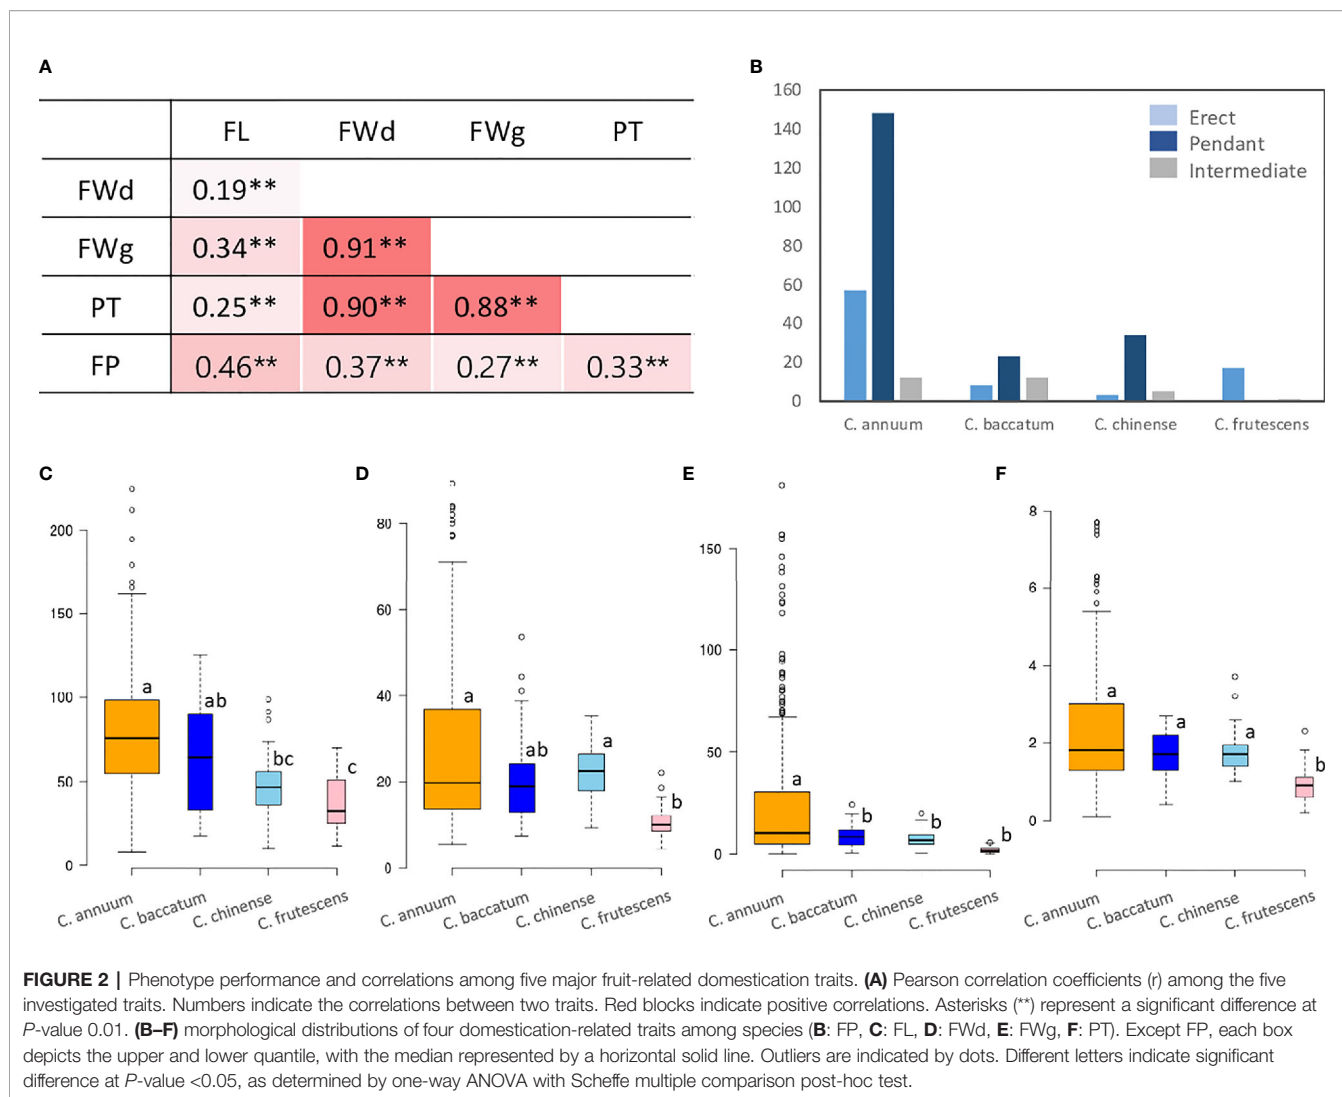 A
FL FWd FWg PT
FWd 0.19**
FWg 0.34** 0.91**
PT 0.25** 0.90** 0.88**
FP 0.46** 0.37** 0.27** 0.33**
B
160
140
120
100
80
60
40
20
0
Erect
Pendant
Intermediate
C. annuum C. baccatum C. chinense C. frutescens
C
200
150
100
50
0
a
ab
bc
c
C. annuum C. baccatum C. chinense C. frutescens
D
80
60
40
20
0
a
ab
a
b
C. annuum C. baccatum C. chinense C. frutescens
E
150
100
50
0
a
b
b
b
C. annuum C. baccatum C. chinense C. frutescens
F
8
6
4
2
0
a
a
a
b
C. annuum C. baccatum C. chinense C. frutescens
FIGURE 2 | Phenotype performance and correlations among five major fruit-related domestication traits. (A) Pearson correlation coefficients (r) among the five
investigated traits. Numbers indicate the correlations between two traits. Red blocks indicate positive correlations. Asterisks (**) represent a significant difference at
P-value 0.01. (B–F) morphological distributions of four domestication-related traits among species (B: FP, C: FL, D: FWd, E: FWg, F: PT). Except FP, each box
depicts the upper and lower quantile, with the median represented by a horizontal solid line. Outliers are indicated by dots. Different letters indicate significant
difference at P-value <0.05, as determined by one-way ANOVA with Scheffe multiple comparison post-hoc test.